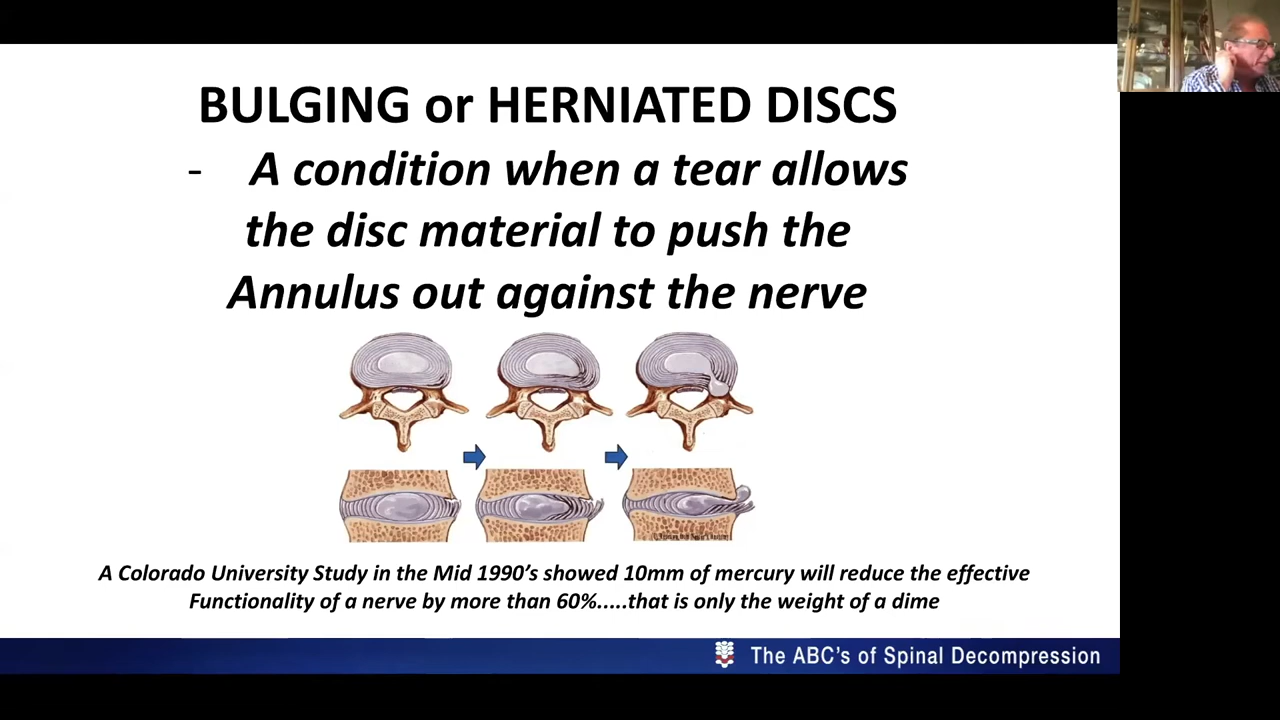 BULGING or HERNIATED DISCS
- A condition when a tear allows
the disc material to push the
Annulus out against the nerve
A Colorado University Study in the Mid 1990's showed 10mm of mercury will reduce the effective
Functionality of a nerve by more than 60%.....that is only the weight of a dime
The ABC's of Spinal Decompression